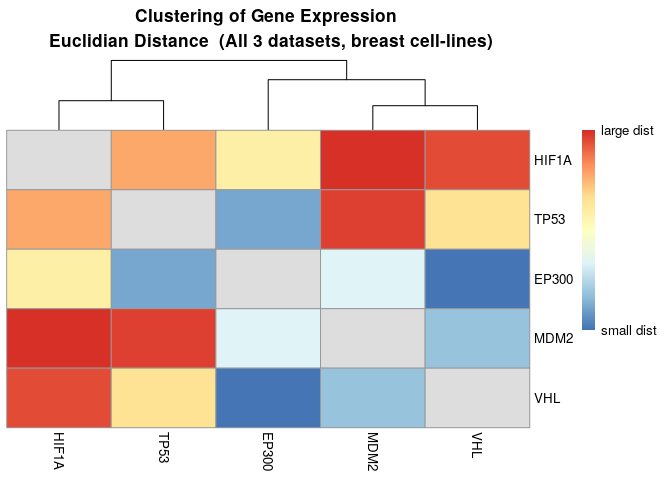 Clustering of Gene Expression
Euclidian Distance  (All 3 datasets, breast cell-lines)
large dist
HIF1A
TP53
EP300
small dist
MDM2
VHL
HIF1A
TP53
EP300
MDM2
VHL